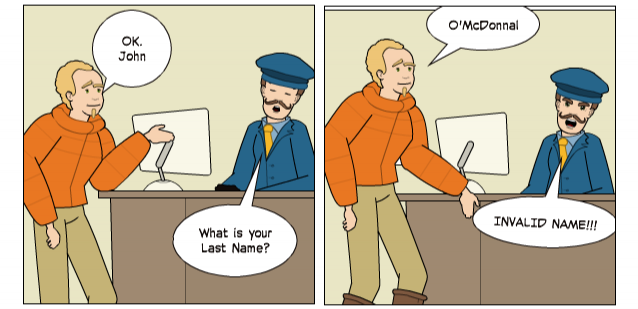 OK.
John
What is your
Last Name?
O'McDonnal
INVALID NAME!!!